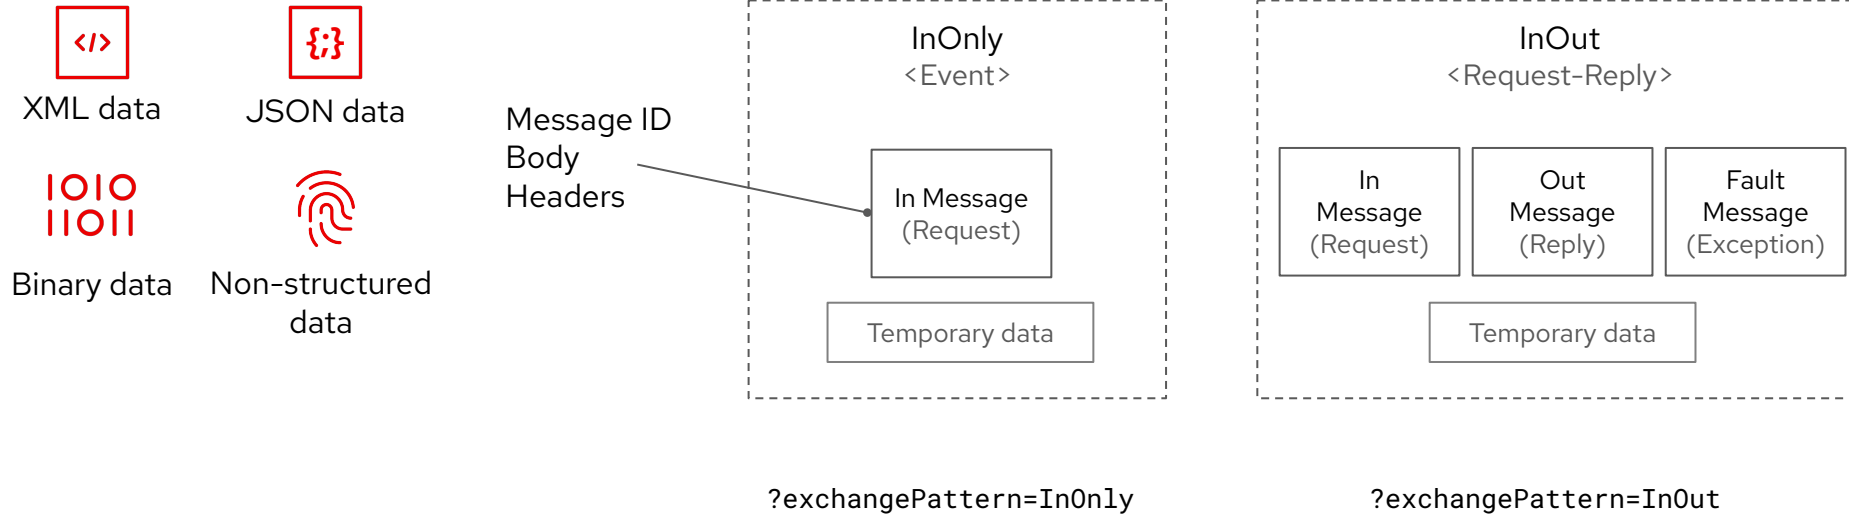 </>
{;}
XML data
JSON data
1010
11011
Binary data
Non-structured
data
Message ID
Body
Headers
InOnly
<Event>
In Message
(Request)
Temporary data
?exchangePattern=InOnly
InOut
<Request-Reply>
In
Message
(Request)
Out
Message
(Reply)
Fault
Message
(Exception)
Temporary data
?exchangePattern=InOut